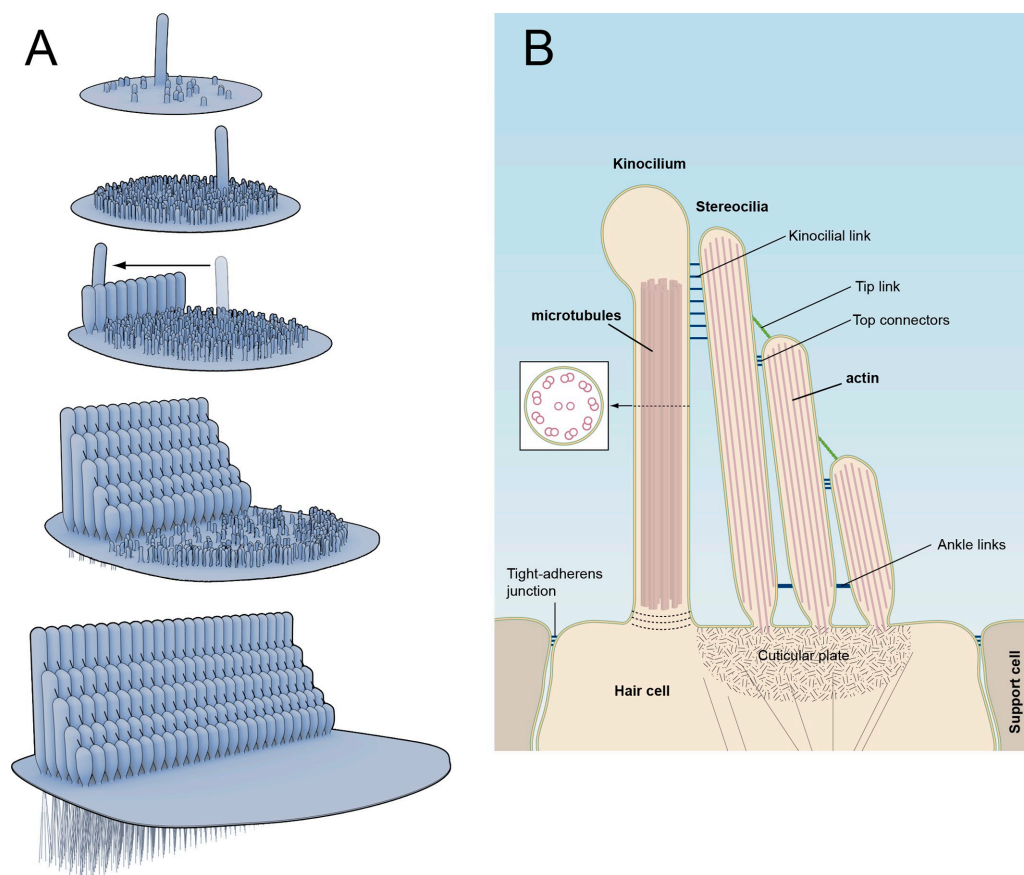 A
B
Kinocilium
Stereocilia
Kinocilial link
Tip link
microtubules
Top connectors
actin
Ankle links
Tight-adherens
junction
Cuticular plate
Hair cell
Support cell